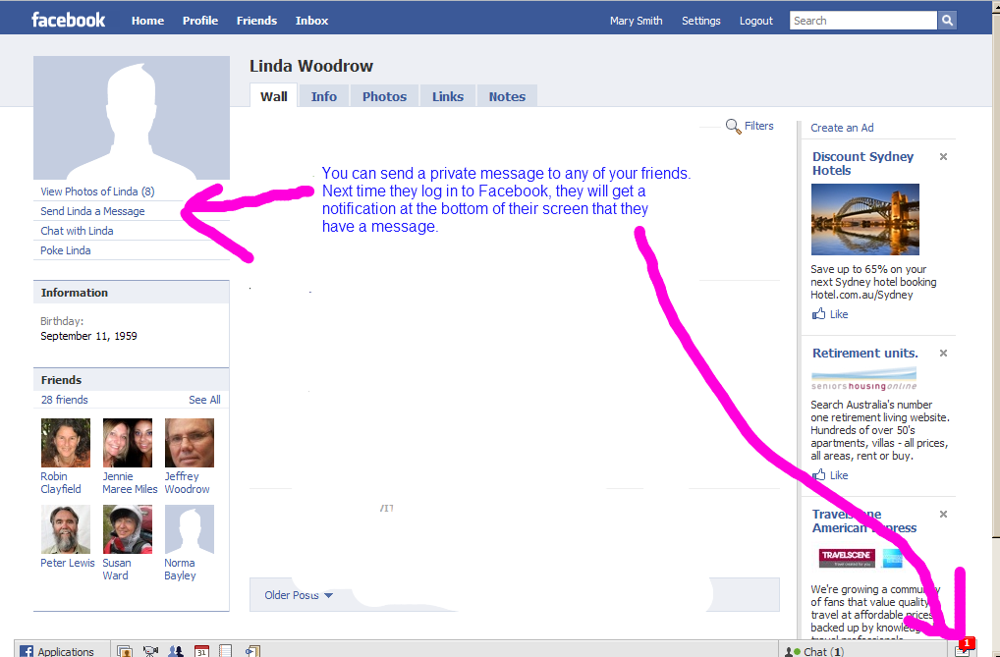 facebook Home Profile Friends Inbox Mary Smith Settings Logout Search
Linda Woodrow
Wall Info Photos Links Notes
Filters
View Photos of Linda (8)
Send Linda a Message
Chat with Linda
Poke Linda
You can send a private message to any of your friends.
Next time they log in to Facebook, they will get a
notification at the bottom of their screen that they
have a message.
Information
Birthday:
September 11, 1959
Friends
28 friends See All
Robin
Clayfield
Jennie
Maree Miles
Jeffrey
Woodrow
Peter Lewis
Susan
Ward
Norma
Bayley
Older Posts
Create an Ad
Discount Sydney
Hotels
Save up to 65% on your
next Sydney hotel booking
Hotel.com.au/Sydney
Like
Retirement units.
seniorshousingonline
Search Australia's number
one retirement living website.
Hundreds of over 50's
apartments, villas - all prices,
all areas, rent or buy.
Like
American
TRAVELSCENE
We're growing a community
of fans that value quality
travel at affordable prices
backed up by
travel professionals.
Applications 31 Chat (1) 1